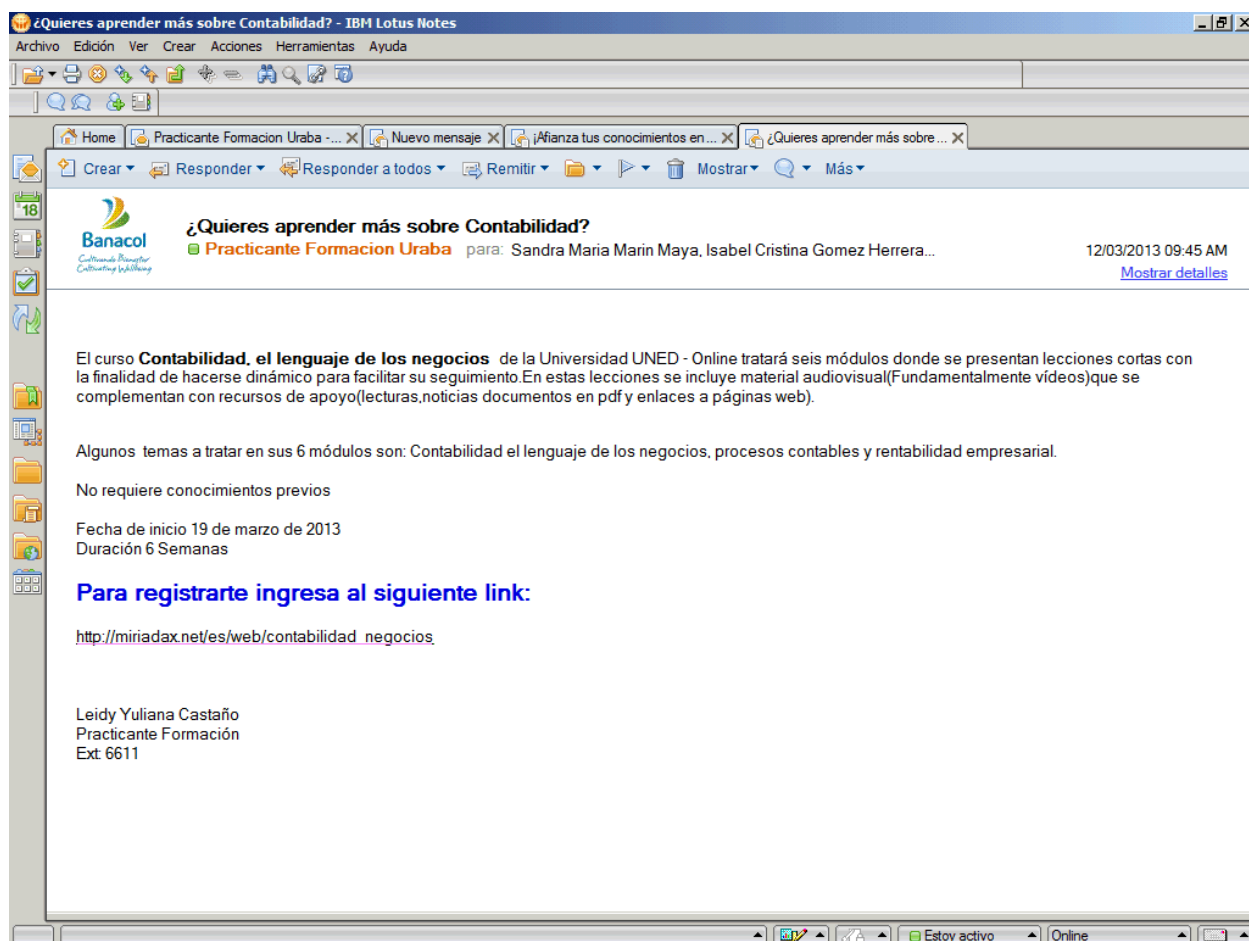 ¿Quieres aprender más sobre Contabilidad? - IBM Lotus Notes
Archivo Edición Ver Crear Acciones Herramientas Ayuda
Home Practicante Formacion Uraba -... Nuevo mensaje ¡Afianza tus conocimientos en... ¿Quieres aprender más sobre...
Crear Responder Responder a todos Remitir Mostrar Más
18
Banacol
Cultivando Bienestar
Cultivating Wellbeing
¿Quieres aprender más sobre Contabilidad?
Practicante Formacion Uraba para: Sandra Maria Marin Maya, Isabel Cristina Gomez Herrera...
12/03/2013 09:45 AM
Mostrar detalles
El curso Contabilidad, el lenguaje de los negocios de la Universidad UNED - Online tratará seis módulos donde se presentan lecciones cortas con
la finalidad de hacerse dinámico para facilitar su seguimiento.En estas lecciones se incluye material audiovisual(Fundamentalmente vídeos)que se
complementan con recursos de apoyo(lecturas,noticias documentos en pdf y enlaces a páginas web).
Algunos temas a tratar en sus 6 módulos son: Contabilidad el lenguaje de los negocios, procesos contables y rentabilidad empresarial.
No requiere conocimientos previos
Fecha de inicio 19 de marzo de 2013
Duración 6 Semanas
Para registrarte ingresa al siguiente link:
http://miriadax.net/es/web/contabilidad_negocios
Leidy Yuliana Castaño
Practicante Formación
Ext: 6611
Estoy activo Online